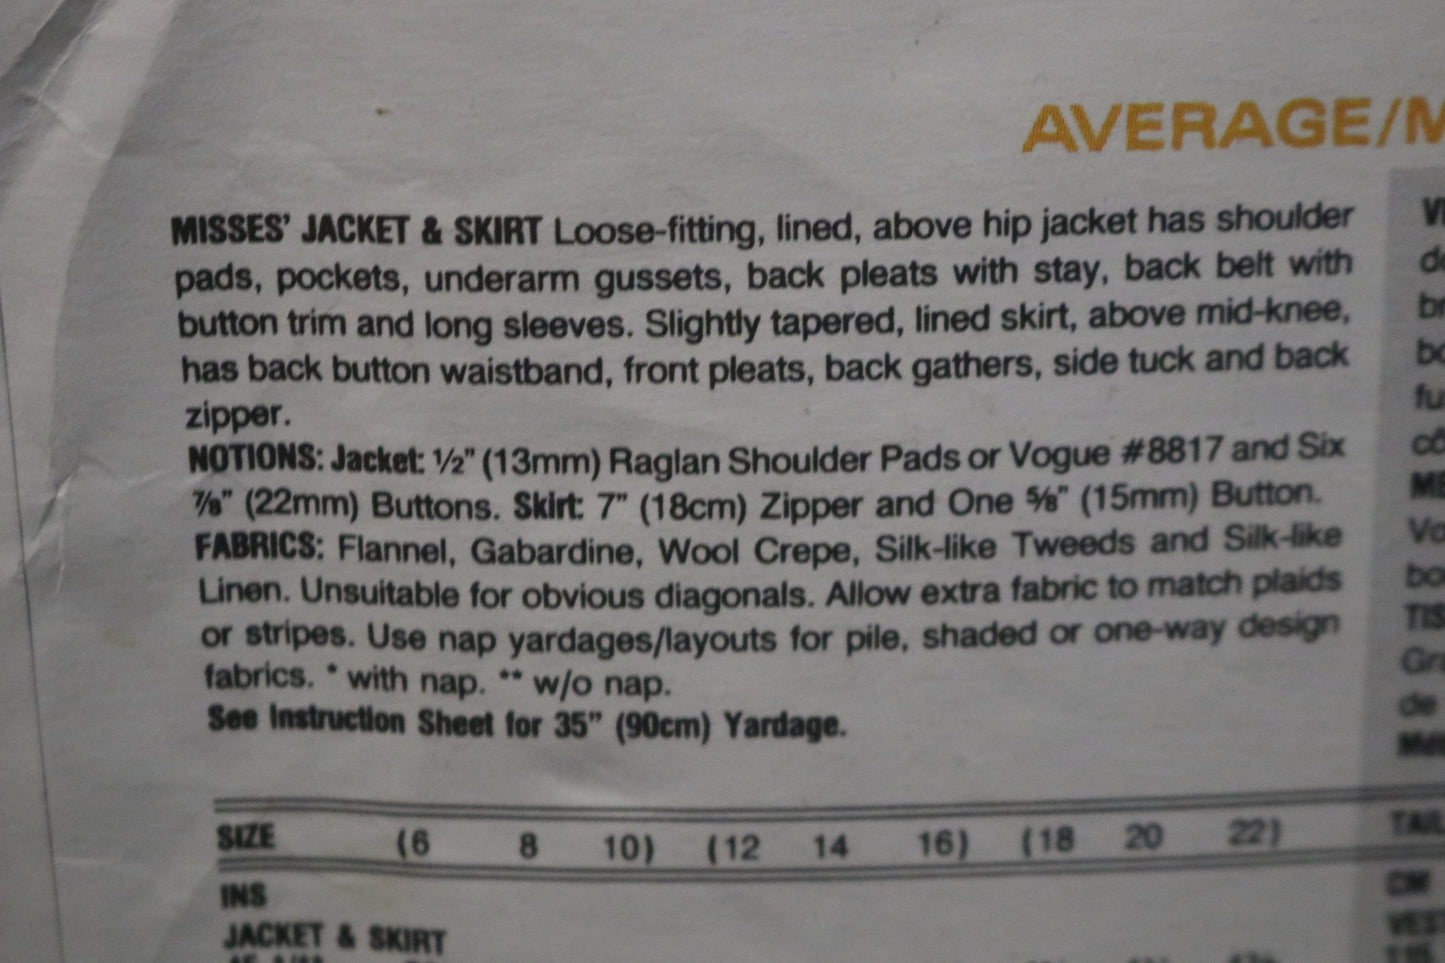 AVERAGE/M
MISSES' JACKET & SKIRT Loose-fitting, lined, above hip jacket has shoulder
pads, pockets, underarm gussets, back pleats with stay, back belt with
button trim and long sleeves. Slightly tapered, lined skirt, above mid-knee,
has back button waistband, front pleats, back gathers, side tuck and back
zipper.
NOTIONS: Jacket: ½" (13mm) Raglan Shoulder Pads or Vogue #8817 and Six
⅞" (22mm) Buttons. Skirt: 7" (18cm) Zipper and One ⅝" (15mm) Button.
FABRICS: Flannel, Gabardine, Wool Crepe, Silk-like Tweeds and Silk-like
Linen. Unsuitable for obvious diagonals. Allow extra fabric to match plaids
or stripes. Use nap yardages/layouts for pile, shaded or one-way design
fabrics. * with nap. ** w/o nap.
See Instruction Sheet for 35" (90cm) Yardage.
SIZE (6 8 10) (12 14 16) (18 20 22)
INS
JACKET & SKIRT
CM